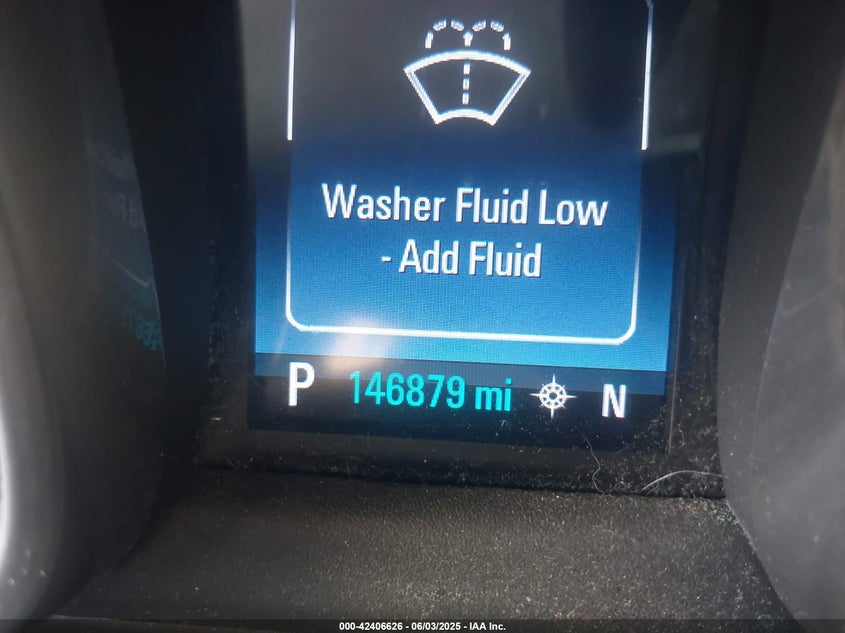 Washer Fluid Low
- Add Fluid
P 146879 mi N
000-42406626 - 06/03/2025 - IAA Inc.